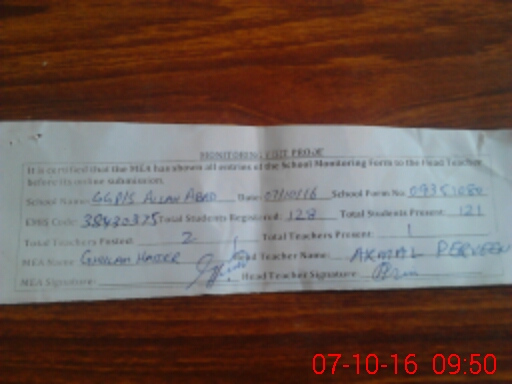 MONITORING VISIT PROOF
It is certified that the MEA has shown all entries of the School Monitoring Form to the Head Teacher
before its online submission.
School Name: GGPS ALLAH ABAD Date: 07/10/16 School Form No 09351080
EMIS Code: 38430375 Total Students Registered: 128 Total Students Present: 121
Total Teachers Posted: 2 Total Teachers Present: 1
MEA Name: GHULAM HAIDER Head Teacher Name: AKMAL PERVEEN
MEA Signature: Head Teacher Signature:
07-10-16 09:50